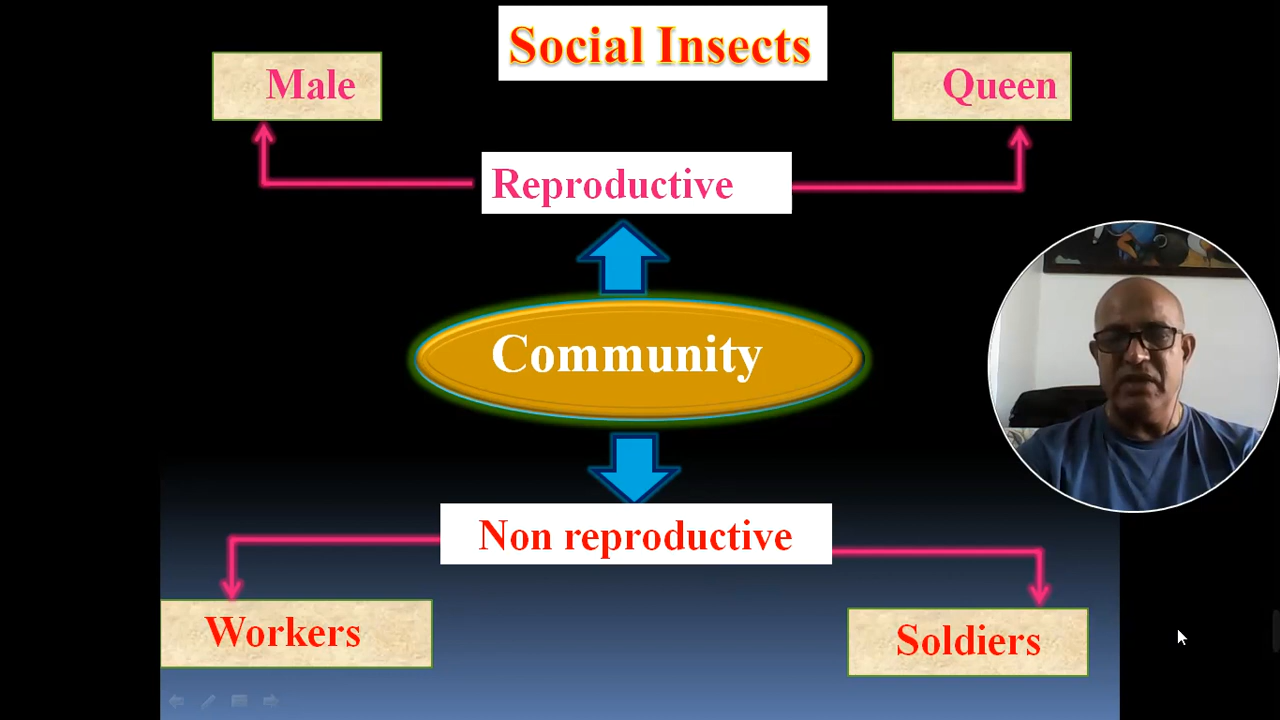 Social Insects
Male
Queen
Reproductive
Community
Non reproductive
Workers
Soldiers